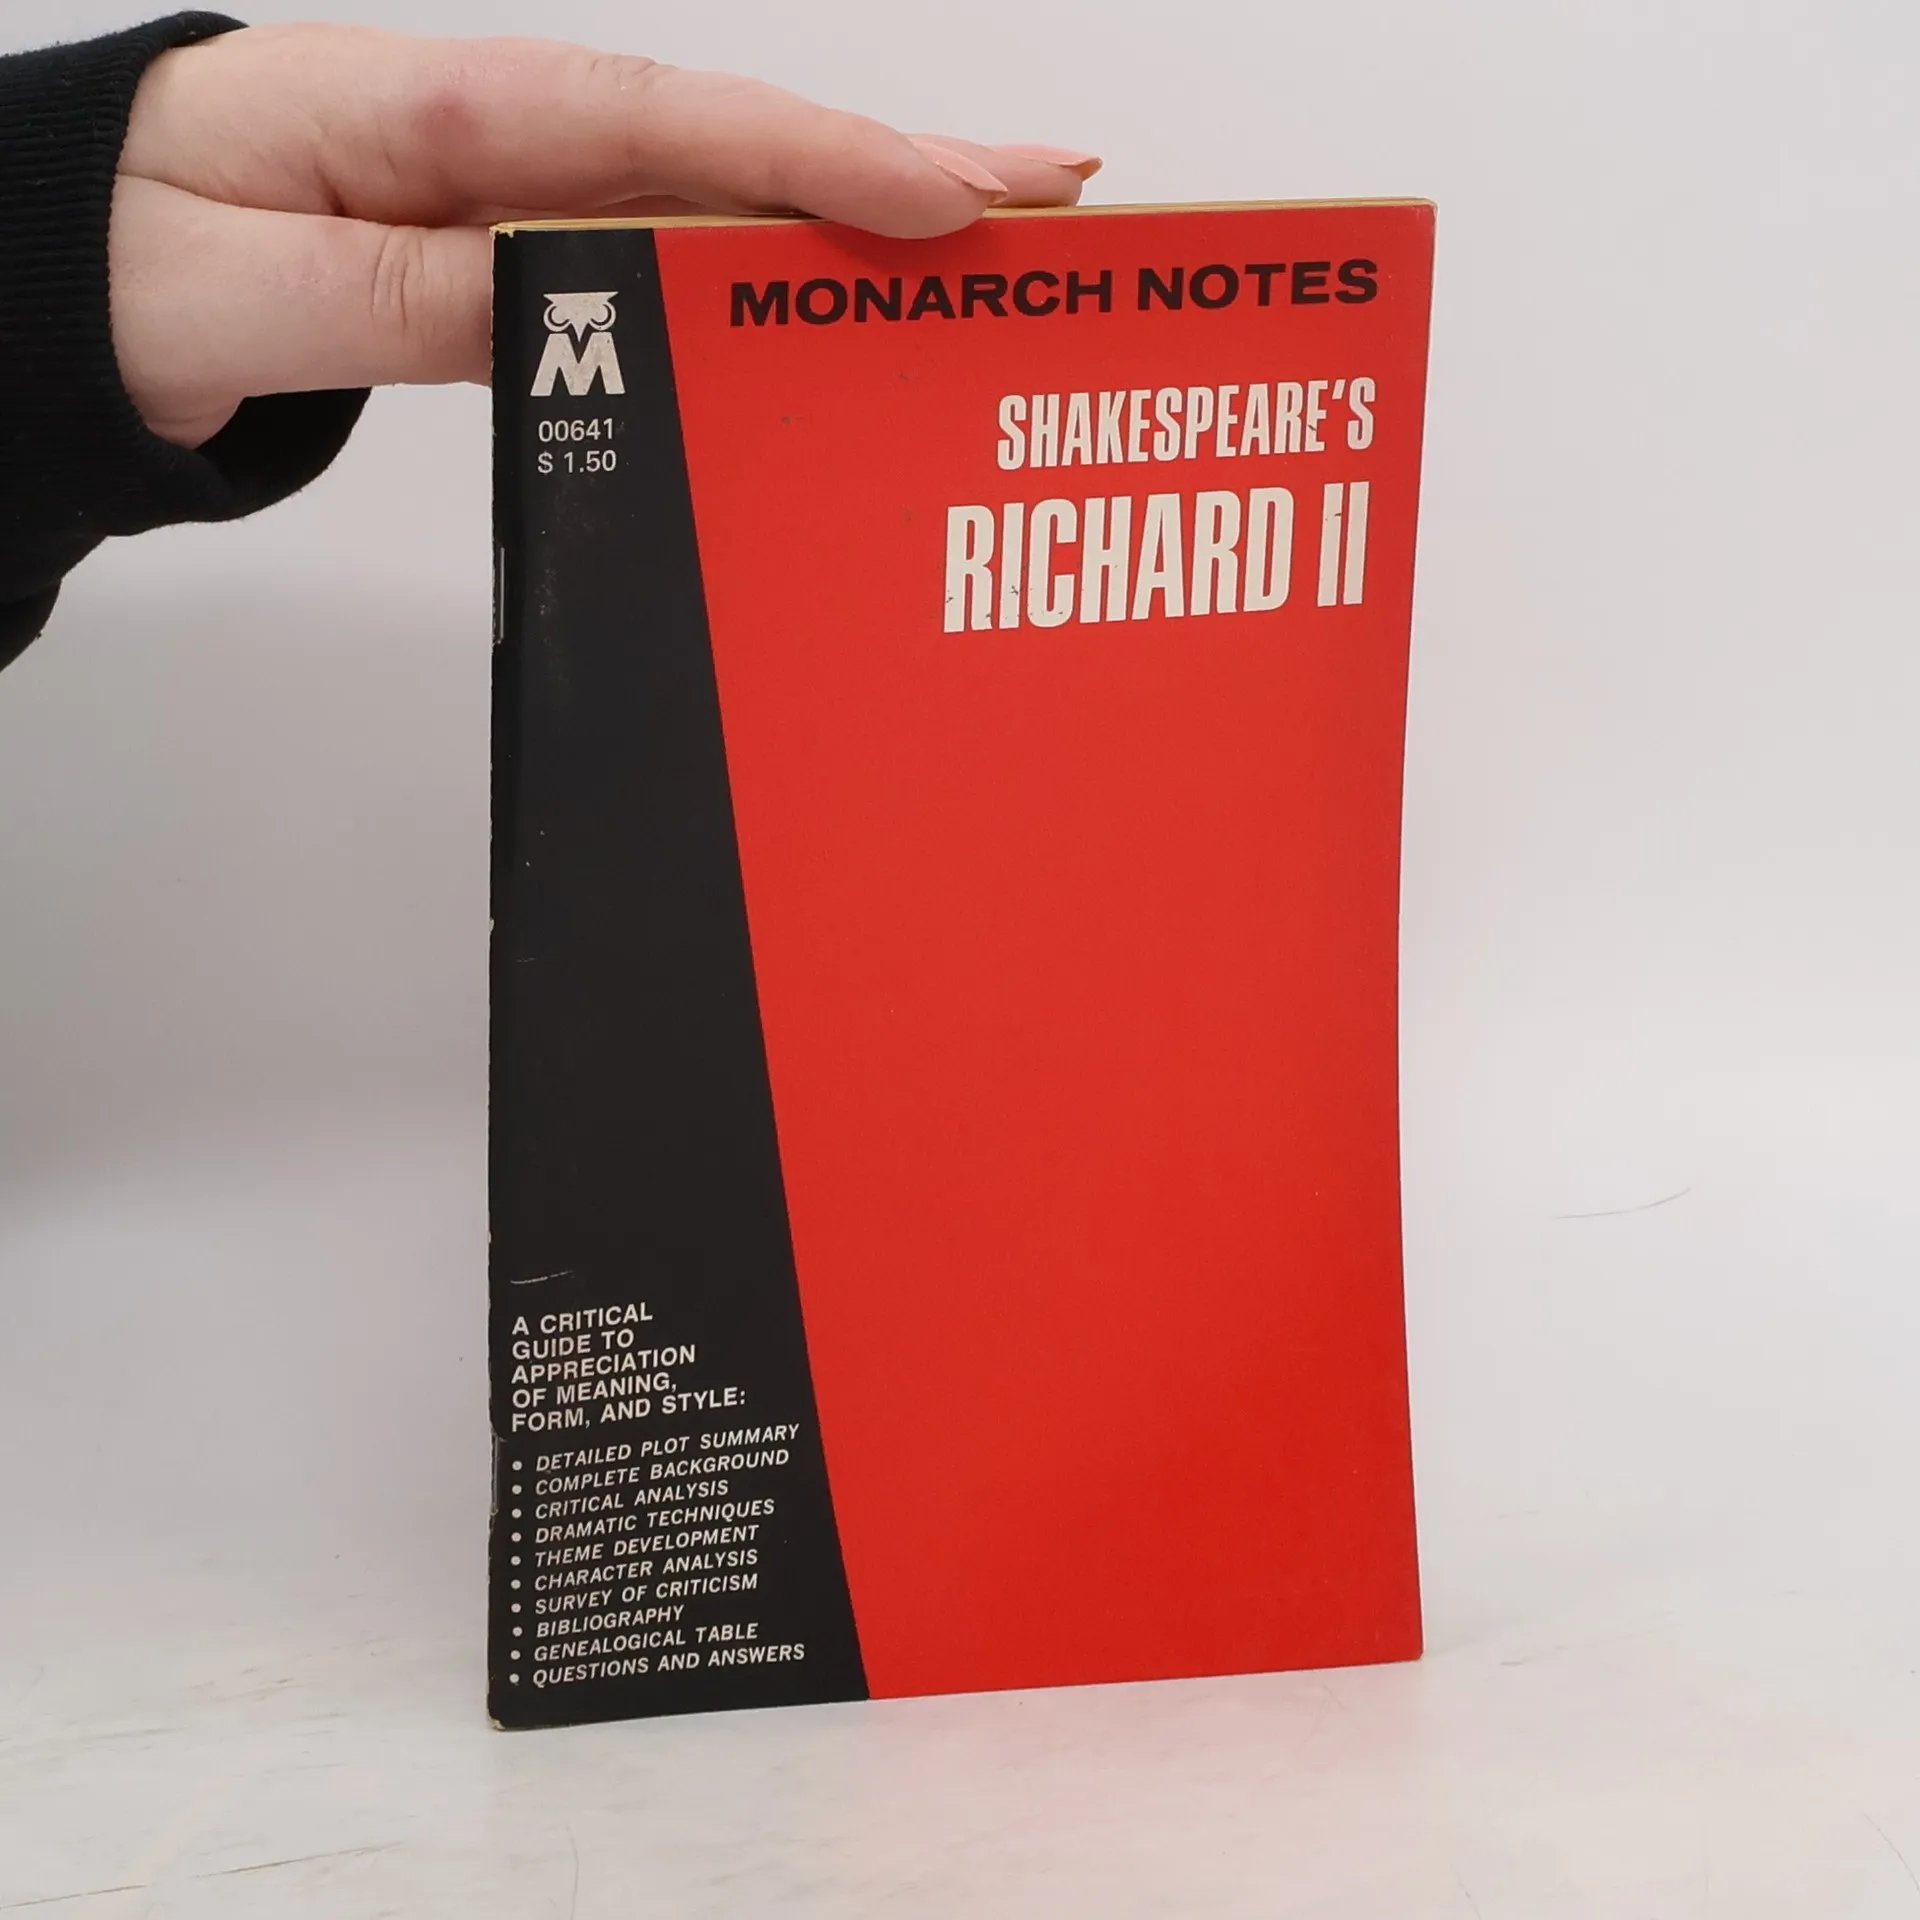 MONARCH NOTES
SHAKESPEARE'S
RICHARD II
M
00641
$ 1.50
A CRITICAL
GUIDE TO
APPRECIATION
OF MEANING,
FORM, AND STYLE:
• DETAILED PLOT SUMMARY
• COMPLETE BACKGROUND
• CRITICAL ANALYSIS
• DRAMATIC TECHNIQUES
• THEME DEVELOPMENT
• CHARACTER ANALYSIS
• SURVEY OF CRITICISM
• BIBLIOGRAPHY
• GENEALOGICAL TABLE
• QUESTIONS AND ANSWERS